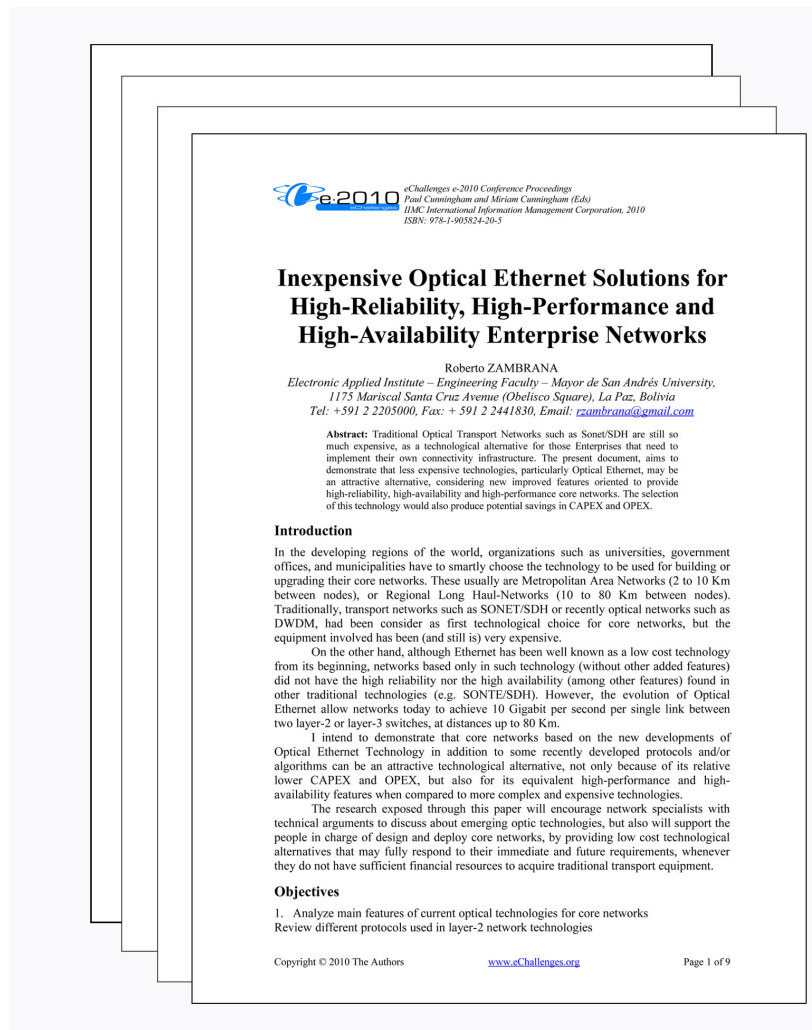 e-2010
eChallenges
eChallenges e-2010 Conference Proceedings
Paul Cunningham and Miriam Cunningham (Eds)
IIMC International Information Management Corporation, 2010
ISBN: 978-1-905824-20-5
Inexpensive Optical Ethernet Solutions for
High-Reliability, High-Performance and
High-Availability Enterprise Networks
Roberto ZAMBRANA
Electronic Applied Institute – Engineering Faculty – Mayor de San Andrés University,
1175 Mariscal Santa Cruz Avenue (Obelisco Square), La Paz, Bolivia
Tel: +591 2 2205000, Fax: + 591 2 2441830, Email: rzambrana@gmail.com
Abstract: Traditional Optical Transport Networks such as Sonet/SDH are still so
much expensive, as a technological alternative for those Enterprises that need to
implement their own connectivity infrastructure. The present document, aims to
demonstrate that less expensive technologies, particularly Optical Ethernet, may be
an attractive alternative, considering new improved features oriented to provide
high-reliability, high-availability and high-performance core networks. The selection
of this technology would also produce potential savings in CAPEX and OPEX.
Introduction
In the developing regions of the world, organizations such as universities, government
offices, and municipalities have to smartly choose the technology to be used for building or
upgrading their core networks. These usually are Metropolitan Area Networks (2 to 10 Km
between nodes), or Regional Long Haul-Networks (10 to 80 Km between nodes).
Traditionally, transport networks such as SONET/SDH or recently optical networks such as
DWDM, had been consider as first technological choice for core networks, but the
equipment involved has been (and still is) very expensive.
On the other hand, although Ethernet has been well known as a low cost technology
from its beginning, networks based only in such technology (without other added features)
did not have the high reliability nor the high availability (among other features) found in
other traditional technologies (e.g. SONTE/SDH). However, the evolution of Optical
Ethernet allow networks today to achieve 10 Gigabit per second per single link between
two layer-2 or layer-3 switches, at distances up to 80 Km.
I intend to demonstrate that core networks based on the new developments of
Optical Ethernet Technology in addition to some recently developed protocols and/or
algorithms can be an attractive technological alternative, not only because of its relative
lower CAPEX and OPEX, but also for its equivalent high-performance and high-
availability features when compared to more complex and expensive technologies.
The research exposed through this paper will encourage network specialists with
technical arguments to discuss about emerging optic technologies, but also will support the
people in charge of design and deploy core networks, by providing low cost technological
alternatives that may fully respond to their immediate and future requirements, whenever
they do not have sufficient financial resources to acquire traditional transport equipment.
Objectives
1. Analyze main features of current optical technologies for core networks
Review different protocols used in layer-2 network technologies
Copyright © 2010 The Authors www.eChallenges.org Page 1 of 9